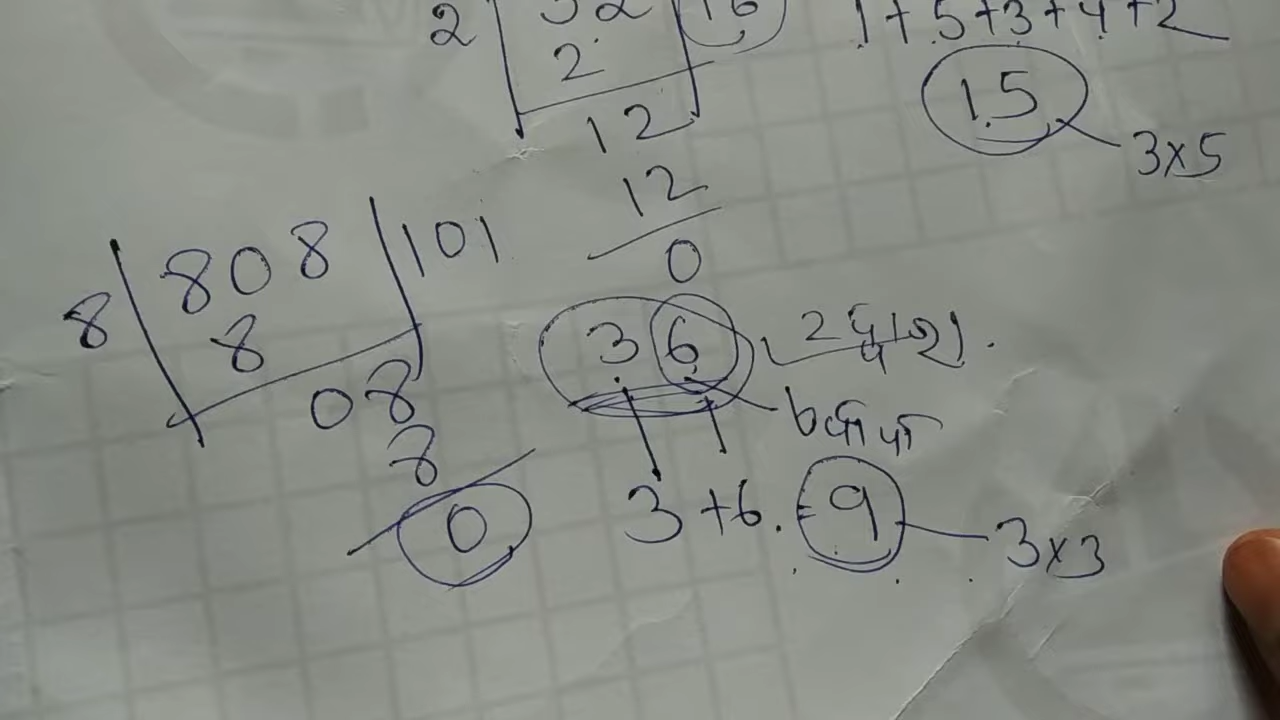 2 | 32 | 16
2
12
12
0
1 + 5 + 3 + 4 + 2
15
3x5
8 | 808 | 101
8
08
8
0
36
3 + 6 = 9
3x3